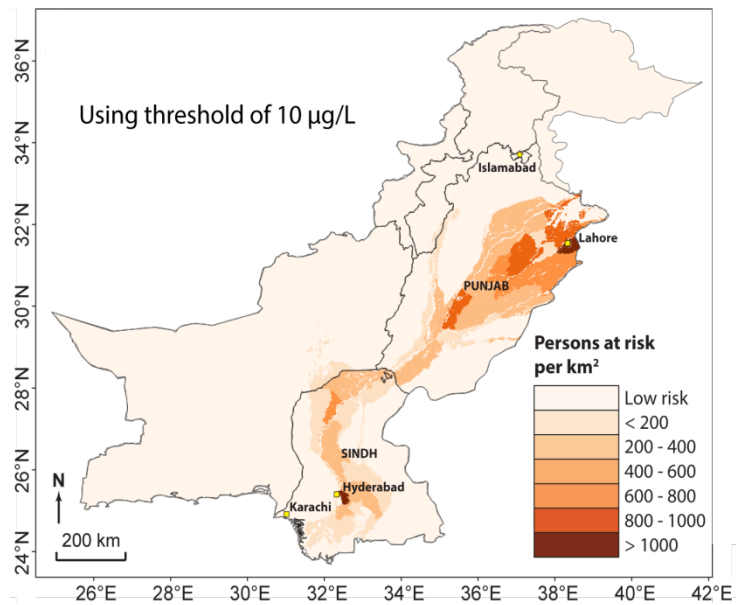 Using threshold of 10 µg/L
36°N
34°N
32°N
30°N
28°N
26°N
24°N
Islamabad
Lahore
PUNJAB
SINDH
Hyderabad
Karachi
N
200 km
Persons at risk
per km²
Low risk
< 200
200 - 400
400 - 600
600 - 800
800 - 1000
> 1000
26°E
28°E
30°E
32°E
34°E
36°E
38°E
40°E
42°E